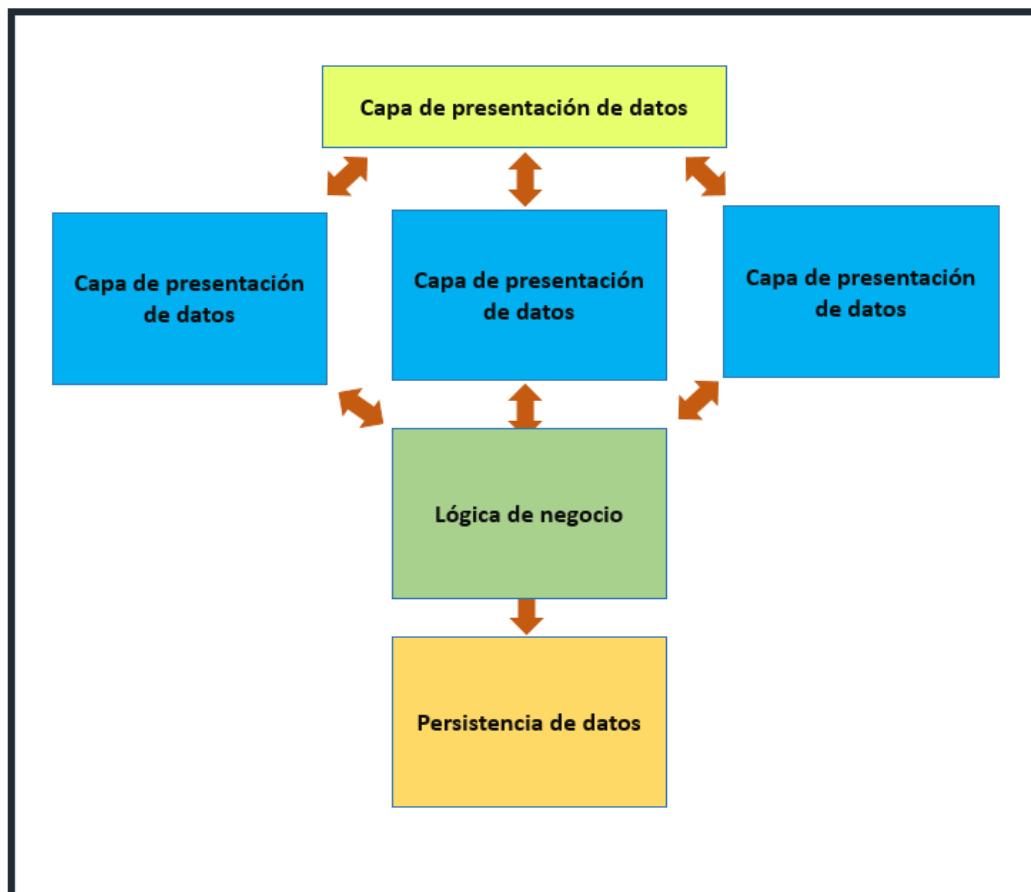 Capa de presentación de datos
Capa de presentación
de datos
Capa de presentación
de datos
Capa de presentación
de datos
Lógica de negocio
Persistencia de datos